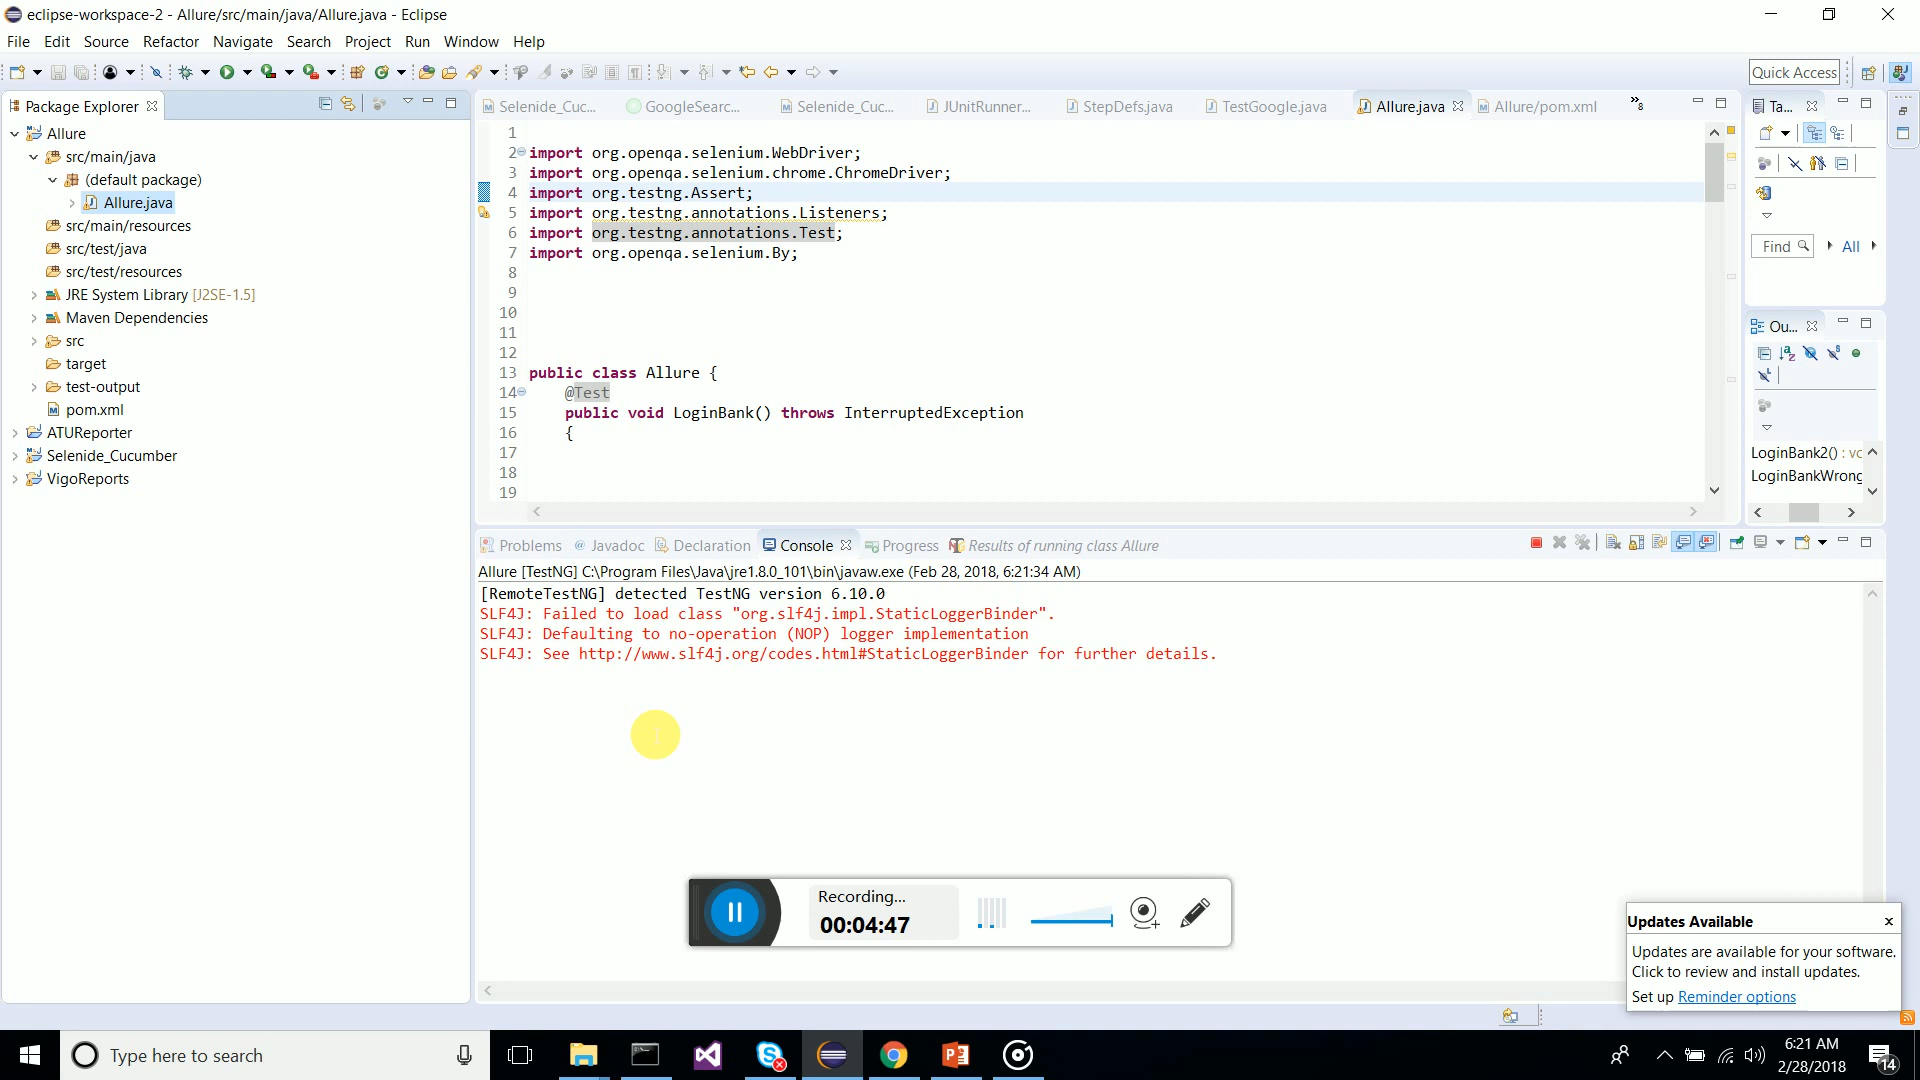 eclipse-workspace-2 - Allure/src/main/java/Allure.java - Eclipse
File Edit Source Refactor Navigate Search Project Run Window Help
Quick Access
Package Explorer
Allure
src/main/java
(default package)
Allure.java
src/main/resources
src/test/java
src/test/resources
JRE System Library [J2SE-1.5]
Maven Dependencies
src
target
test-output
pom.xml
ATUReporter
Selenide_Cucumber
VigoReports
Selenide_Cuc... GoogleSearc... Selenide_Cuc... JUnitRunner... StepDefs.java TestGoogle.java Allure.java Allure/pom.xml »8
1
2 import org.openqa.selenium.WebDriver;
3 import org.openqa.selenium.chrome.ChromeDriver;
4 import org.testng.Assert;
5 import org.testng.annotations.Listeners;
6 import org.testng.annotations.Test;
7 import org.openqa.selenium.By;
8
9
10
11
12
13 public class Allure {
14 @Test
15 public void LoginBank() throws InterruptedException
16 {
17
18
19
Ta...
Find All
Ou...
LoginBank2() : vc
LoginBankWrong
Problems Javadoc Declaration Console Progress Results of running class Allure
Allure [TestNG] C:\Program Files\Java\jre1.8.0_101\bin\javaw.exe (Feb 28, 2018, 6:21:34 AM)
[RemoteTestNG] detected TestNG version 6.10.0
SLF4J: Failed to load class "org.slf4j.impl.StaticLoggerBinder".
SLF4J: Defaulting to no-operation (NOP) logger implementation
SLF4J: See http://www.slf4j.org/codes.html#StaticLoggerBinder for further details.
Recording...
00:04:47
Updates Available
Updates are available for your software.
Click to review and install updates.
Set up Reminder options
Type here to search
6:21 AM
2/28/2018
14